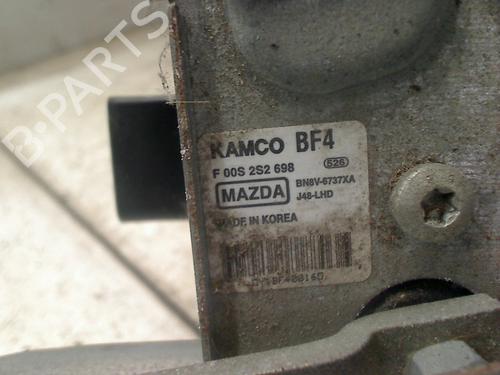 B-PARTS
KAMCO BF4
F 00S 2S2 698 526
MAZDA BN8V-6737XA
J48-LHD
MADE IN KOREA